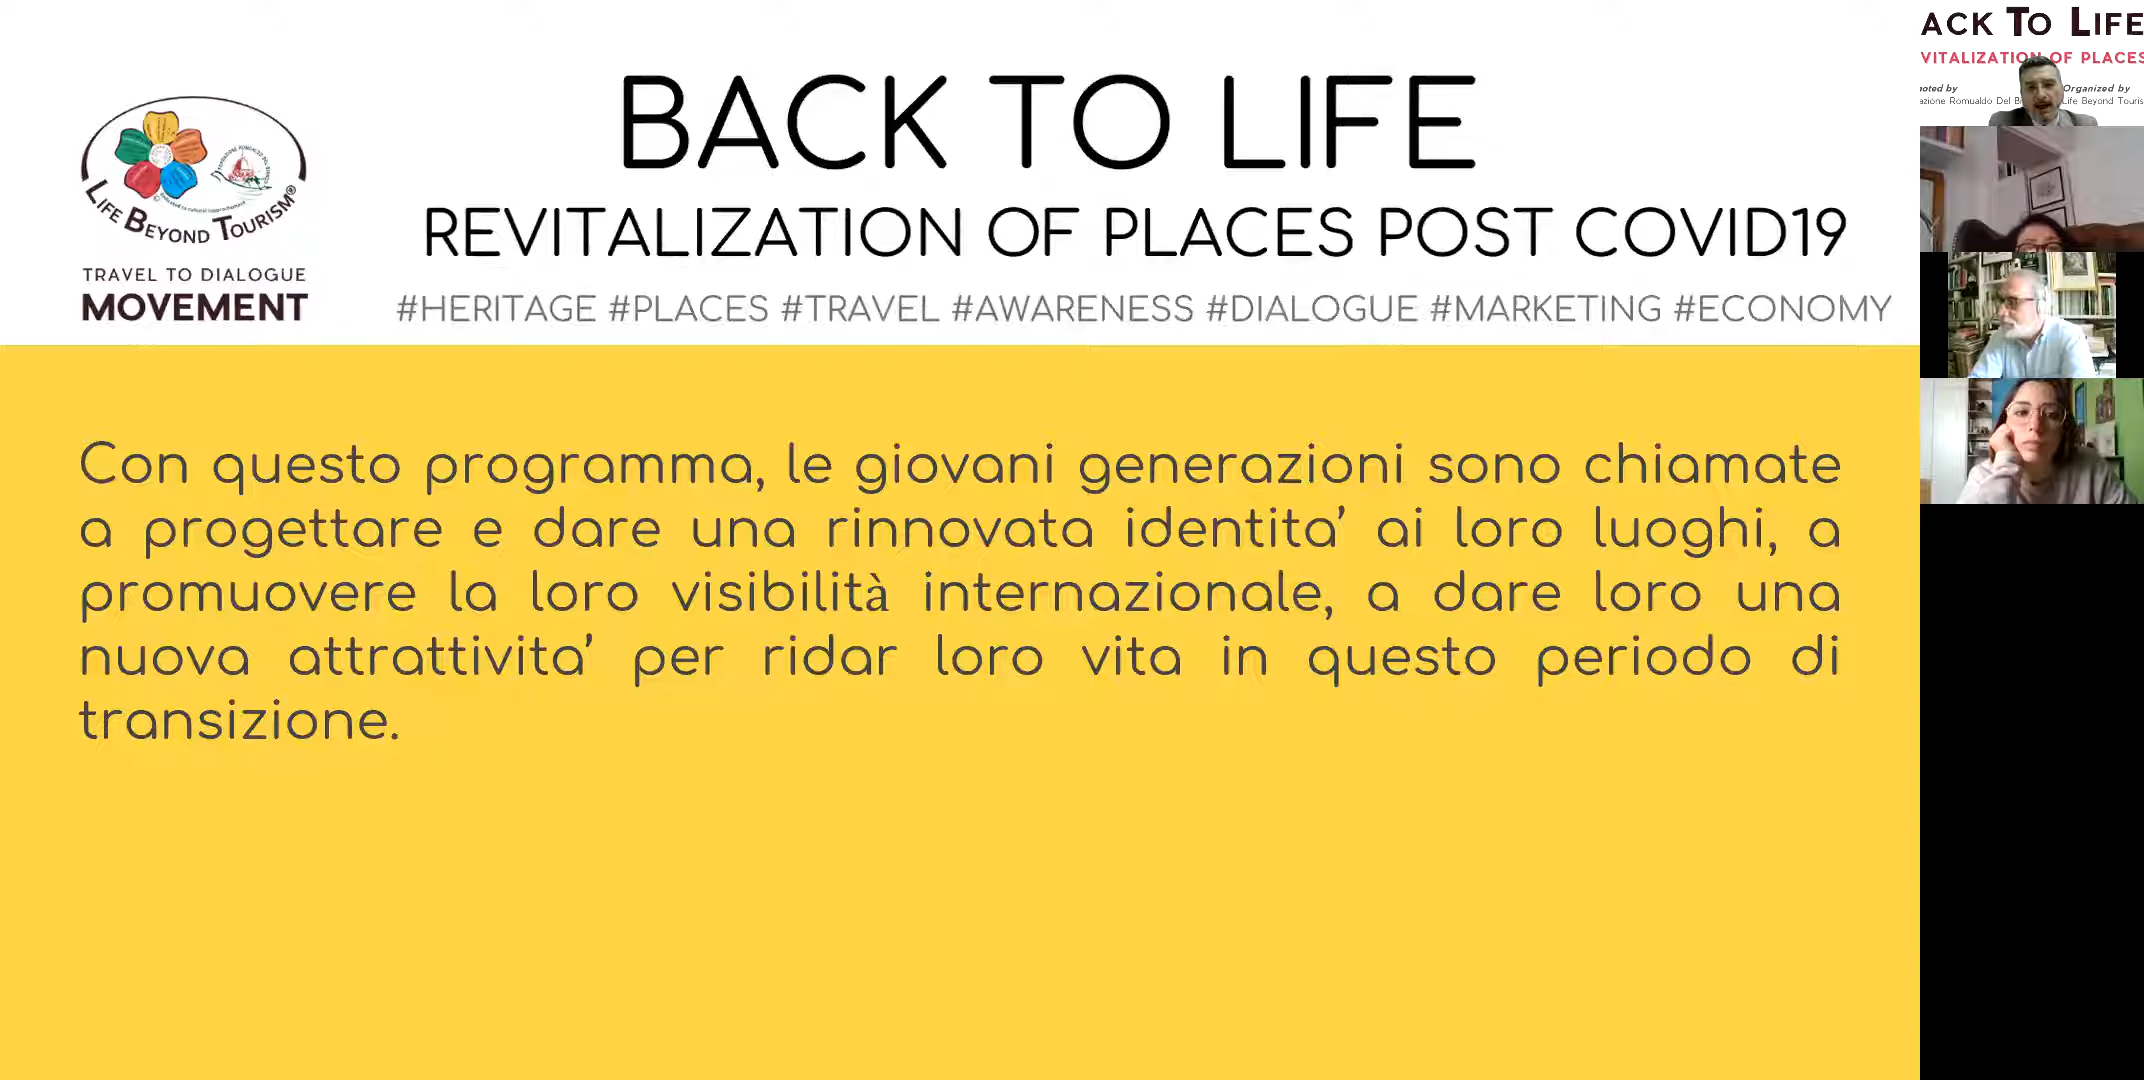 BACK TO LIFE
REVITALIZATION OF PLACES POST COVID19
#HERITAGE #PLACES #TRAVEL #AWARENESS #DIALOGUE #MARKETING #ECONOMY
LIFE BEYOND TOURISM®
TRAVEL TO DIALOGUE
MOVEMENT
Con questo programma, le giovani generazioni sono chiamate
a progettare e dare una rinnovata identita’ ai loro luoghi, a
promuovere la loro visibilità internazionale, a dare loro una
nuova attrattivita’ per ridar loro vita in questo periodo di
transizione.
ACK TO LIFE
VITALIZATION OF PLACES
Organized by
azione Romualdo Del B
Life Beyond Touris